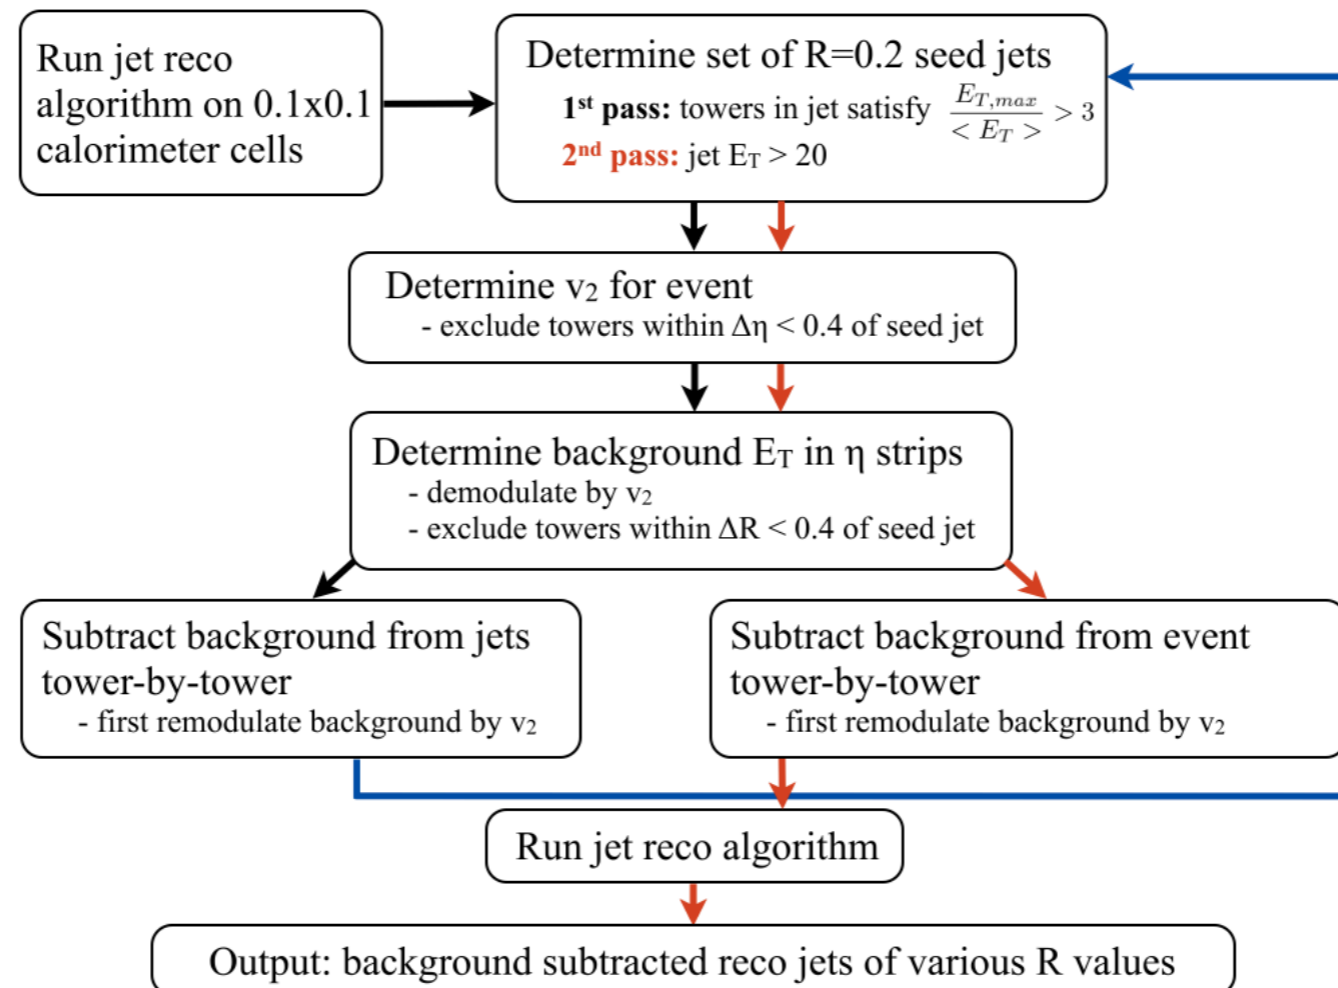 Run jet reco
algorithm on 0.1x0.1
calorimeter cells
Determine set of R=0.2 seed jets
1st pass: towers in jet satisfy E_{T,max} / < E_T > > 3
2nd pass: jet E_T > 20
Determine v₂ for event
- exclude towers within Δη < 0.4 of seed jet
Determine background E_T in η strips
- demodulate by v₂
- exclude towers within ΔR < 0.4 of seed jet
Subtract background from jets
tower-by-tower
- first remodulate background by v₂
Subtract background from event
tower-by-tower
- first remodulate background by v₂
Run jet reco algorithm
Output: background subtracted reco jets of various R values